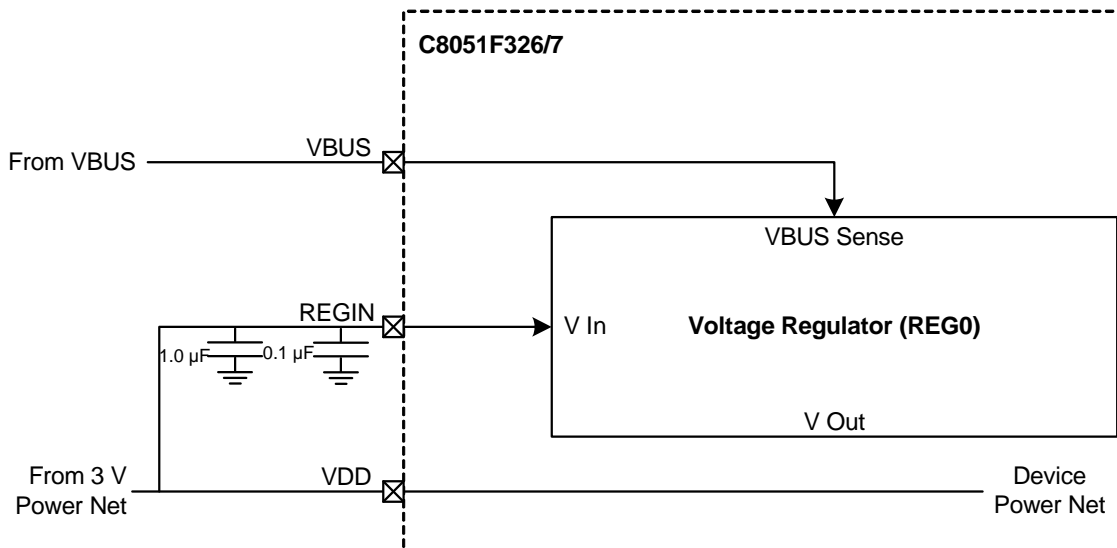 C8051F326/7
From VBUS
VBUS
VBUS Sense
REGIN
V In
Voltage Regulator (REG0)
1.0 µF
0.1 µF
V Out
From 3 V
Power Net
VDD
Device
Power Net